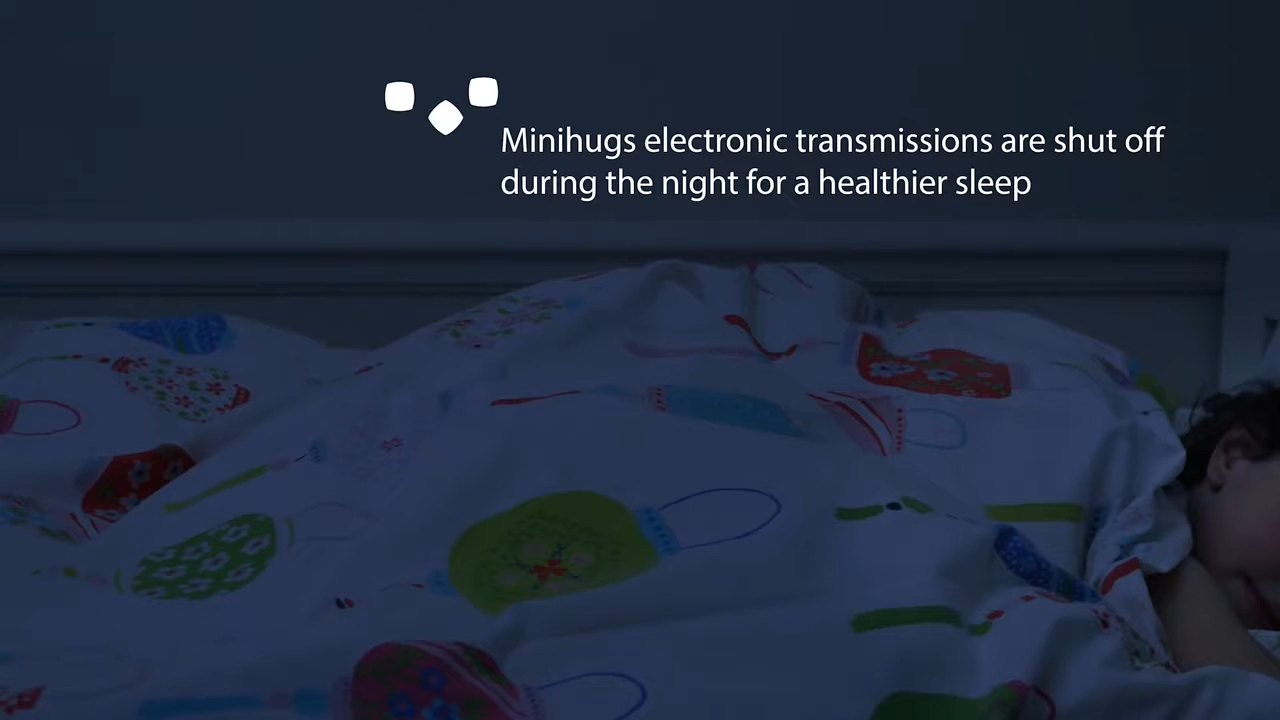 Minihugs electronic transmissions are shut off
during the night for a healthier sleep